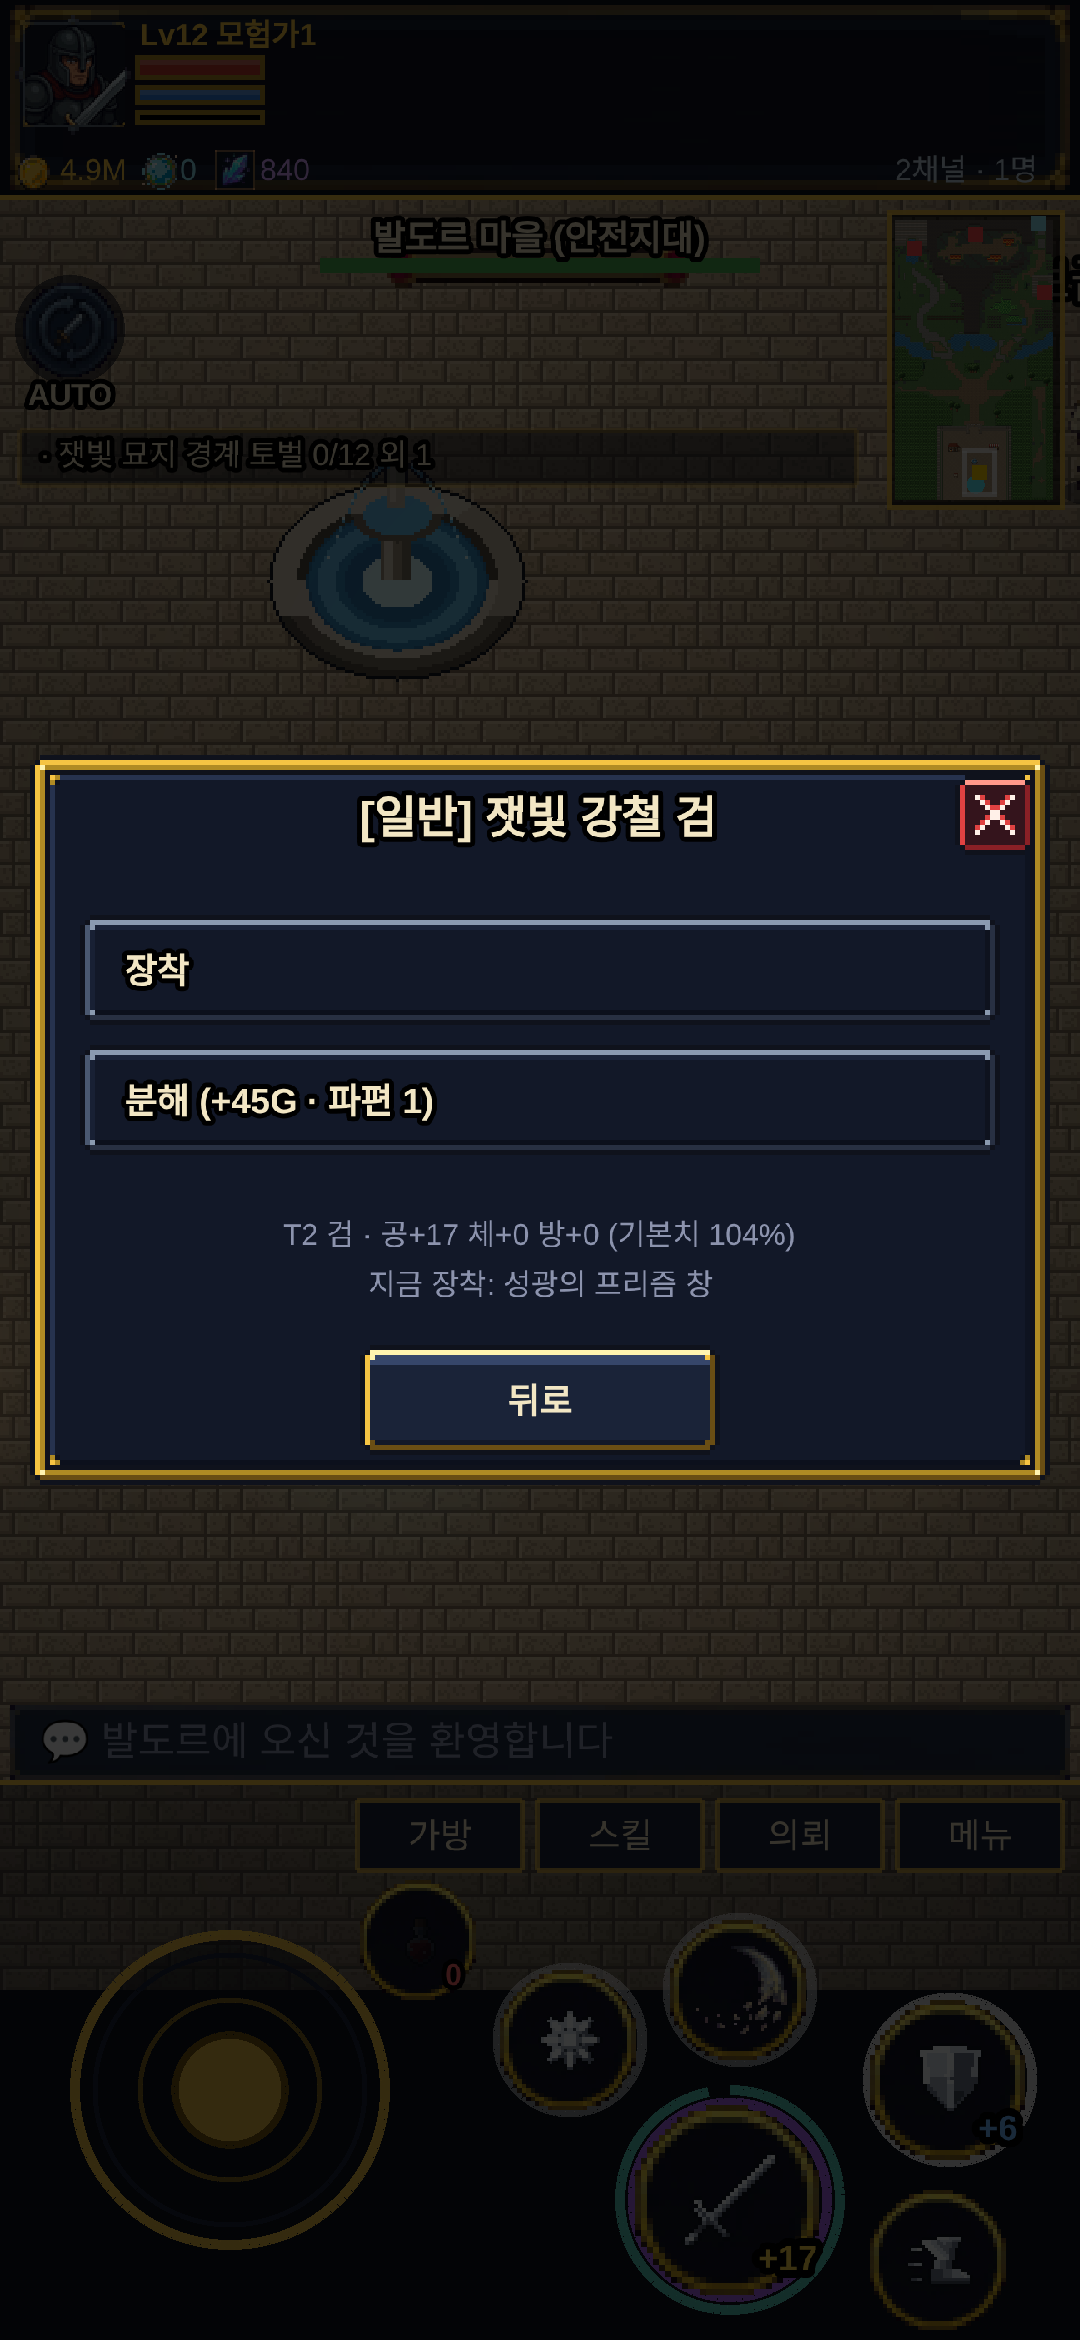 Lv12 모험가1
4.9M 0 840 2채널 · 1명
발도르 마을 (안전지대)
AUTO
· 잿빛 묘지 경계 토벌 0/12 외 1
[일반] 잿빛 강철 검
장착
분해 (+45G · 파편 1)
T2 검 · 공+17 체+0 방+0 (기본치 104%)
지금 장착: 성광의 프리즘 창
뒤로
발도르에 오신 것을 환영합니다
가방 스킬 의뢰 메뉴
0
+6
+17